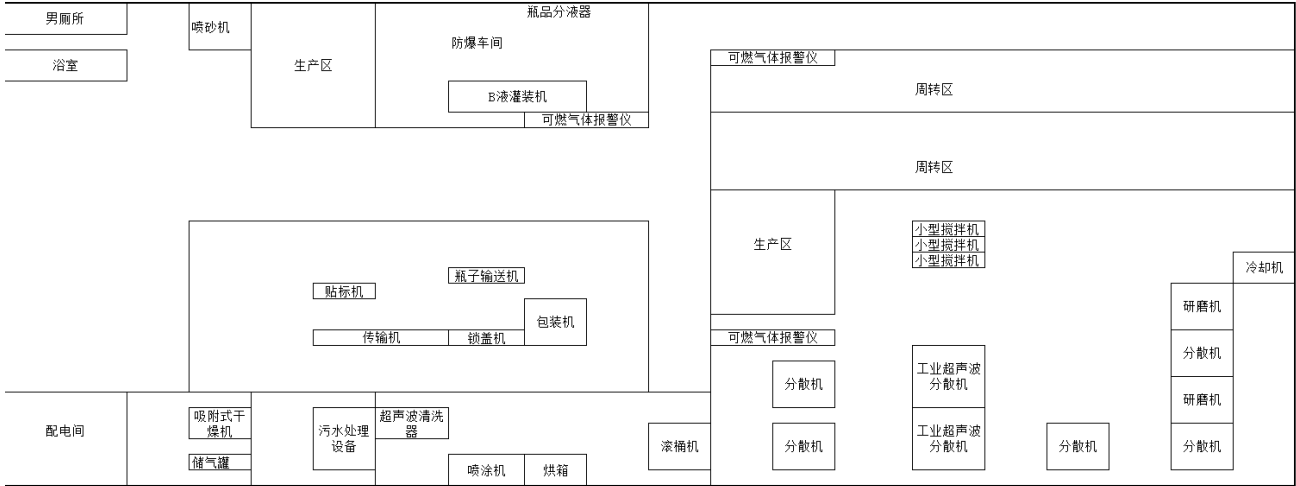 男厕所
喷砂机
瓶品分液器
防爆车间
浴室
生产区
可燃气体报警仪
周转区
B液灌装机
可燃气体报警仪
周转区
小型搅拌机
生产区
小型搅拌机
小型搅拌机
冷却机
瓶子输送机
贴标机
研磨机
包装机
传输机
锁盖机
可燃气体报警仪
分散机
工业超声波
分散机
分散机
研磨机
吸附式干
燥机
超声波清洗
器
配电间
污水处理
设备
滚桶机
分散机
工业超声波
分散机
分散机
分散机
储气罐
喷涂机
烘箱